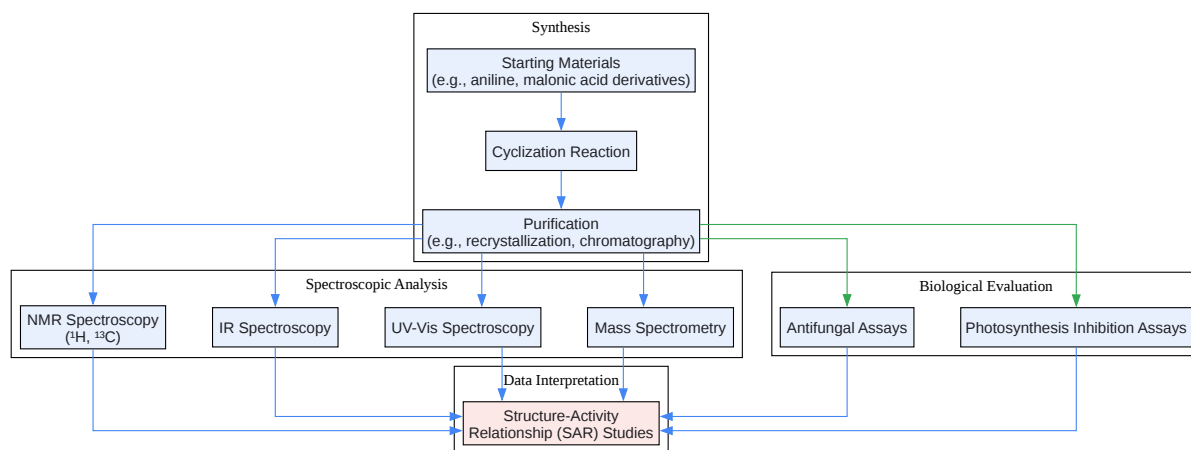 Synthesis
Starting Materials
(e.g., aniline, malonic acid derivatives)
Cyclization Reaction
Purification
(e.g., recrystallization, chromatography)
Spectroscopic Analysis
NMR Spectroscopy
(¹H, ¹³C)
IR Spectroscopy
UV-Vis Spectroscopy
Mass Spectrometry
Biological Evaluation
Antifungal Assays
Photosynthesis Inhibition Assays
Data Interpretation
Structure-Activity
Relationship (SAR) Studies